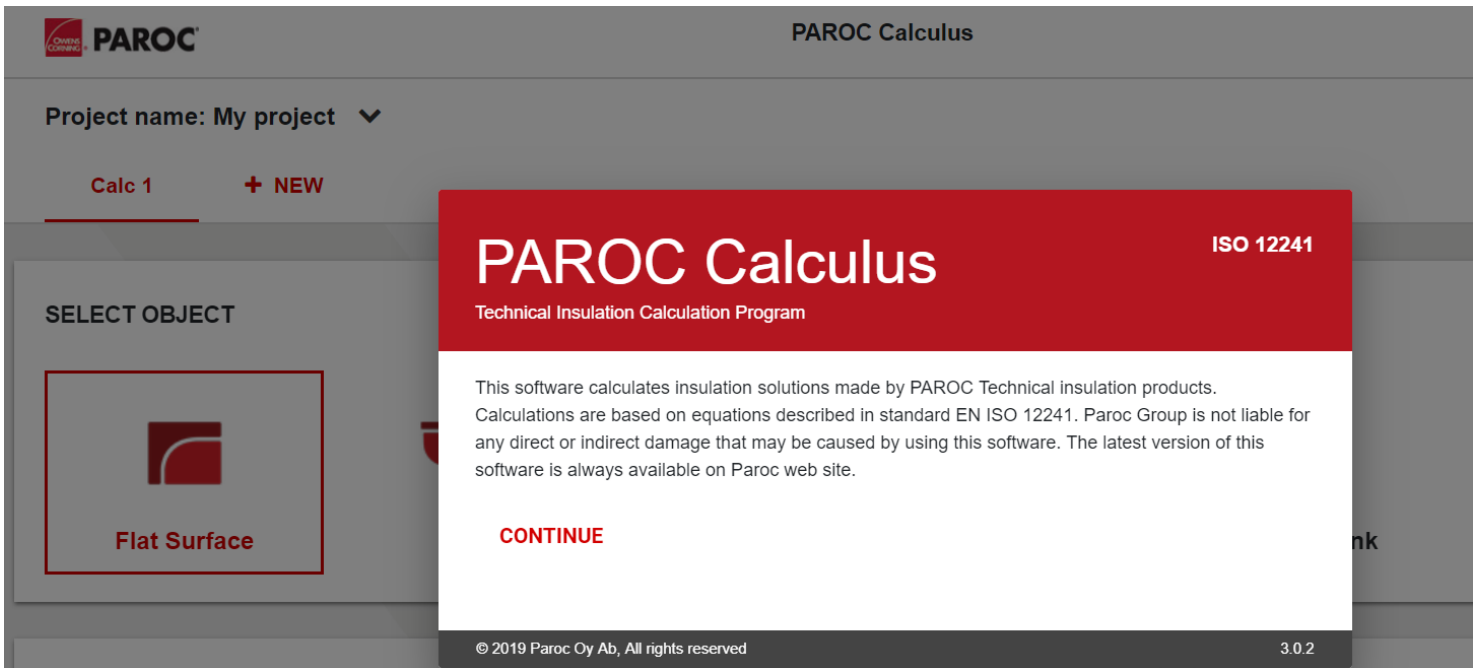 OWENS CORNING PAROC
PAROC Calculus
Project name: My project
Calc 1 + NEW
SELECT OBJECT
Flat Surface
nk
PAROC Calculus
ISO 12241
Technical Insulation Calculation Program
This software calculates insulation solutions made by PAROC Technical insulation products.
Calculations are based on equations described in standard EN ISO 12241. Paroc Group is not liable for
any direct or indirect damage that may be caused by using this software. The latest version of this
software is always available on Paroc web site.
CONTINUE
© 2019 Paroc Oy Ab, All rights reserved
3.0.2